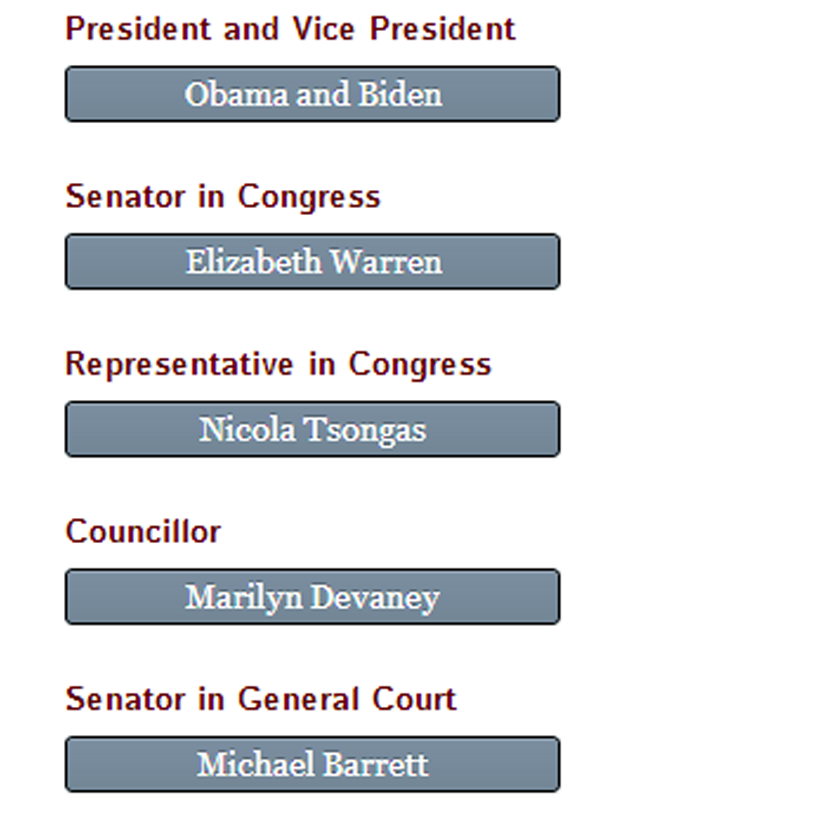 President and Vice President
Obama and Biden
Senator in Congress
Elizabeth Warren
Representative in Congress
Nicola Tsongas
Councillor
Marilyn Devaney
Senator in General Court
Michael Barrett